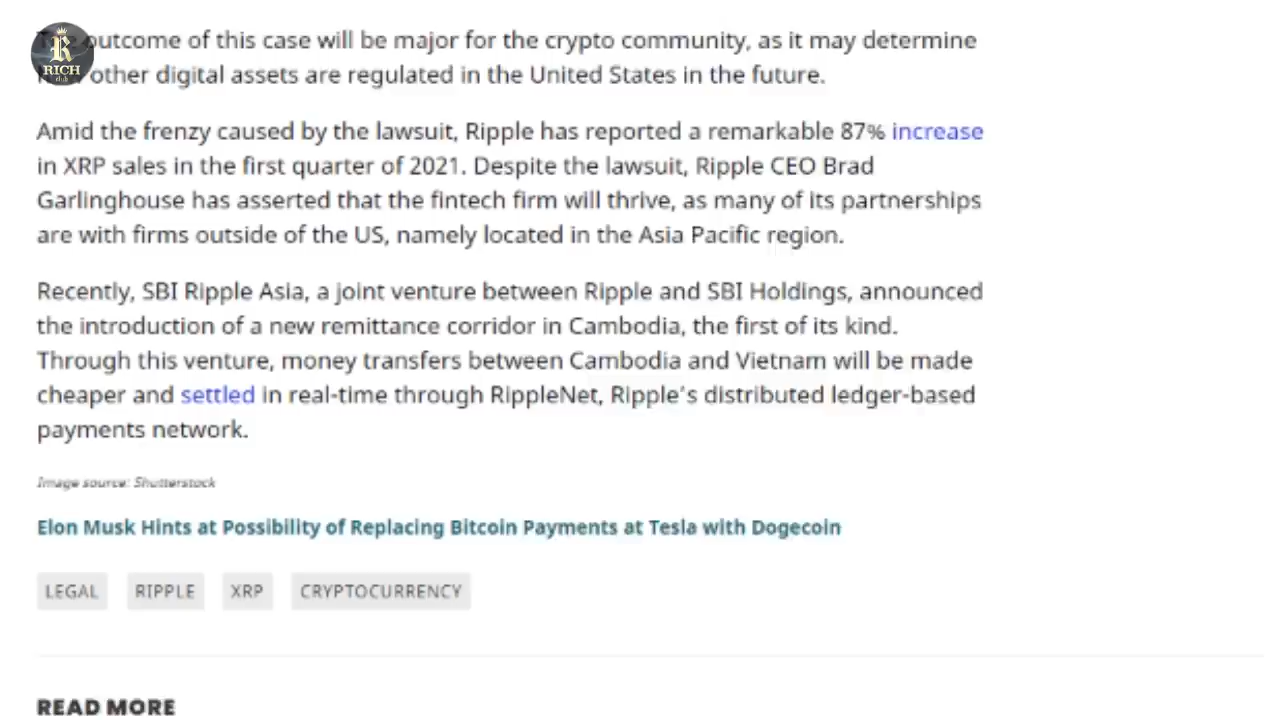 RICH
club
outcome of this case will be major for the crypto community, as it may determine
other digital assets are regulated in the United States in the future.
Amid the frenzy caused by the lawsuit, Ripple has reported a remarkable 87% increase
in XRP sales in the first quarter of 2021. Despite the lawsuit, Ripple CEO Brad
Garlinghouse has asserted that the fintech firm will thrive, as many of its partnerships
are with firms outside of the US, namely located in the Asia Pacific region.
Recently, SBI Ripple Asia, a joint venture between Ripple and SBI Holdings, announced
the introduction of a new remittance corridor in Cambodia, the first of its kind.
Through this venture, money transfers between Cambodia and Vietnam will be made
cheaper and settled in real-time through RippleNet, Ripple's distributed ledger-based
payments network.
Image source: Shutterstock
Elon Musk Hints at Possibility of Replacing Bitcoin Payments at Tesla with Dogecoin
LEGAL RIPPLE XRP CRYPTOCURRENCY
READ MORE